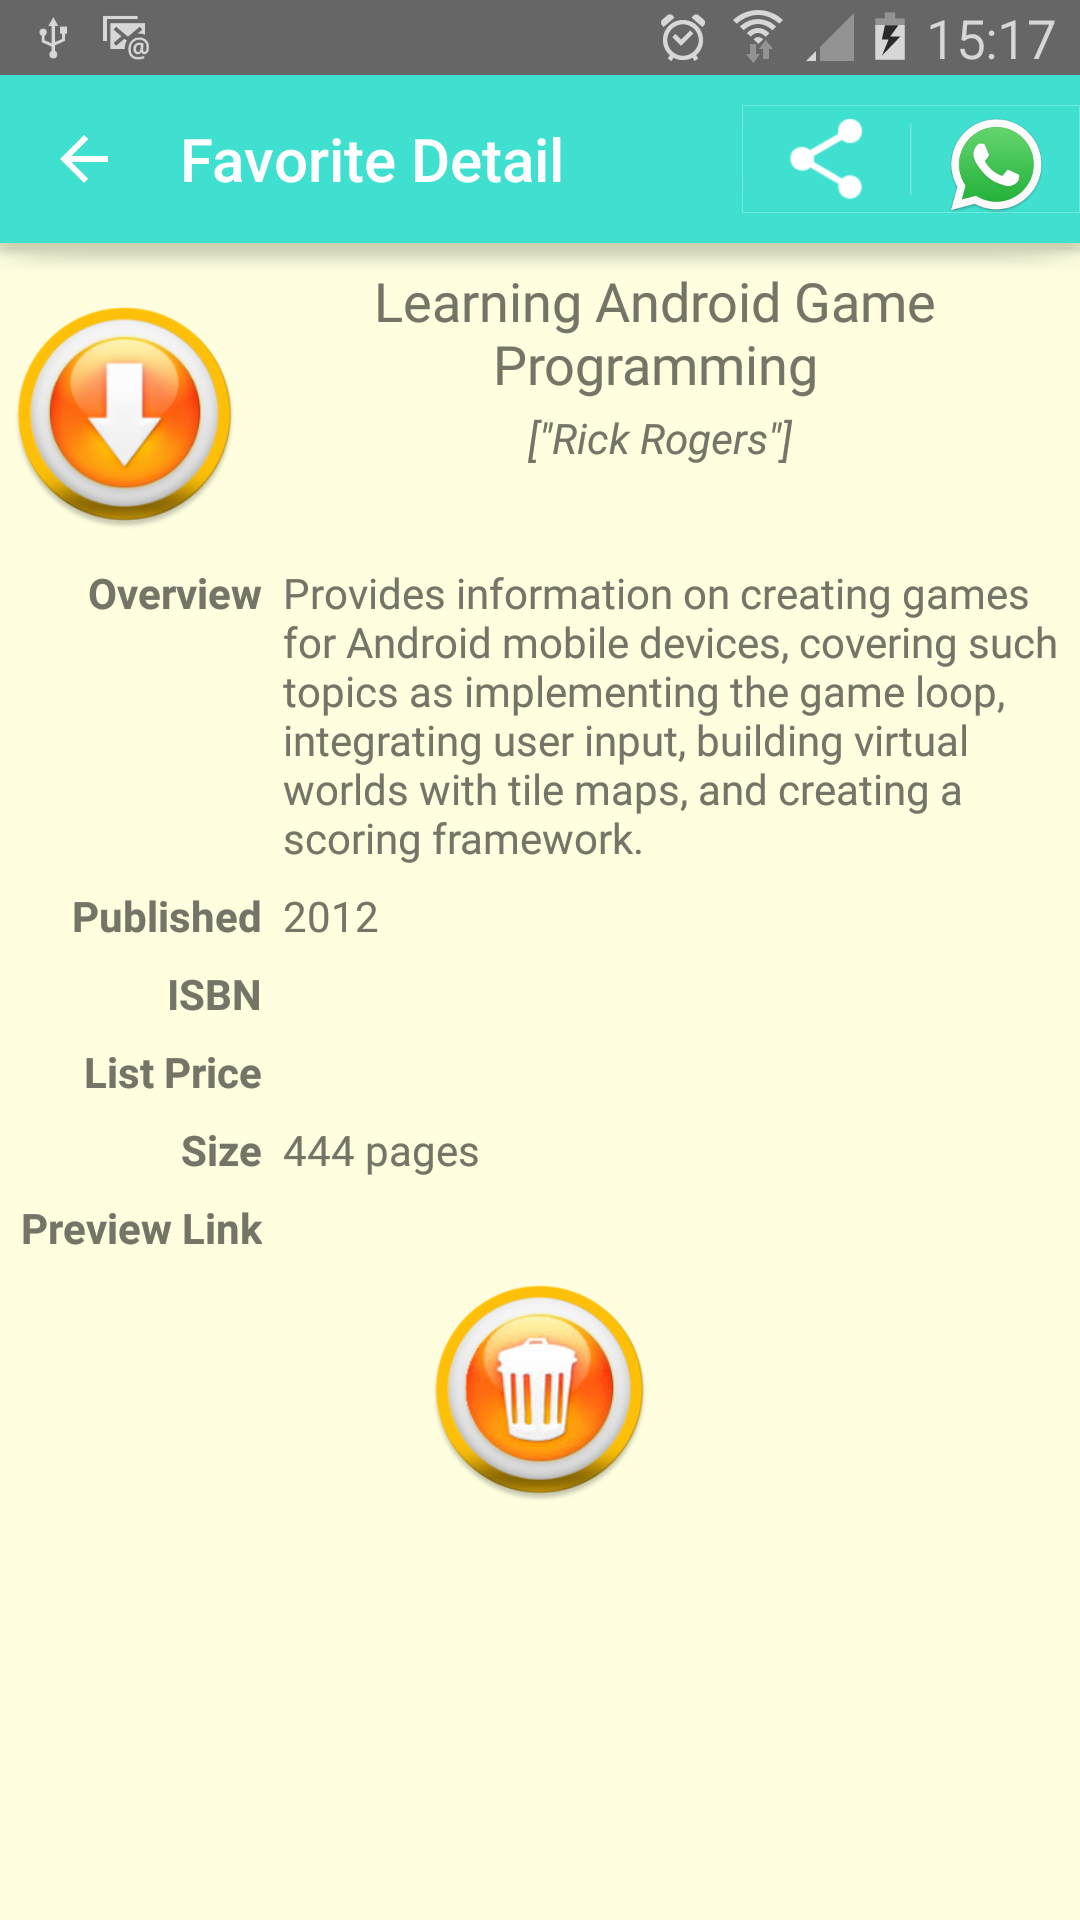 15:17
Favorite Detail
Learning Android Game
Programming
["Rick Rogers"]
Overview Provides information on creating games
for Android mobile devices, covering such
topics as implementing the game loop,
integrating user input, building virtual
worlds with tile maps, and creating a
scoring framework.
Published 2012
ISBN
List Price
Size 444 pages
Preview Link